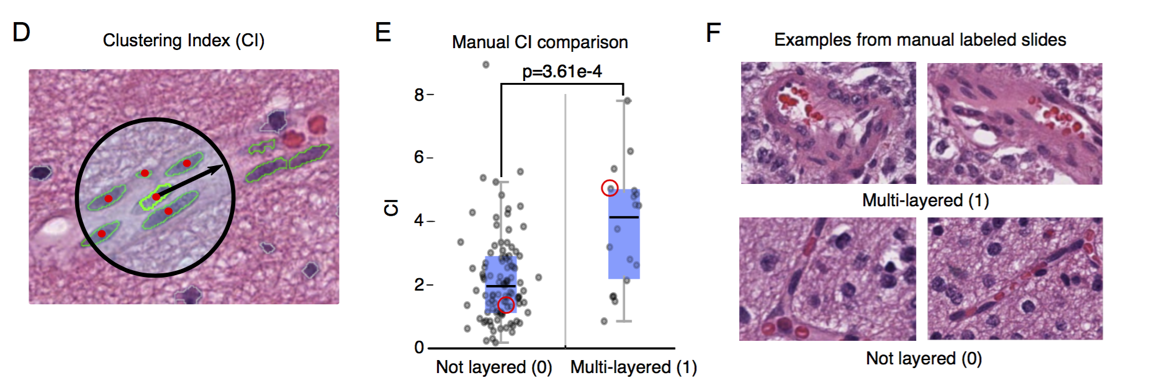 D
Clustering Index (CI)
E
Manual CI comparison
p=3.61e-4
8
6
4
2
0
CI
Not layered (0)
Multi-layered (1)
F
Examples from manual labeled slides
Multi-layered (1)
Not layered (0)